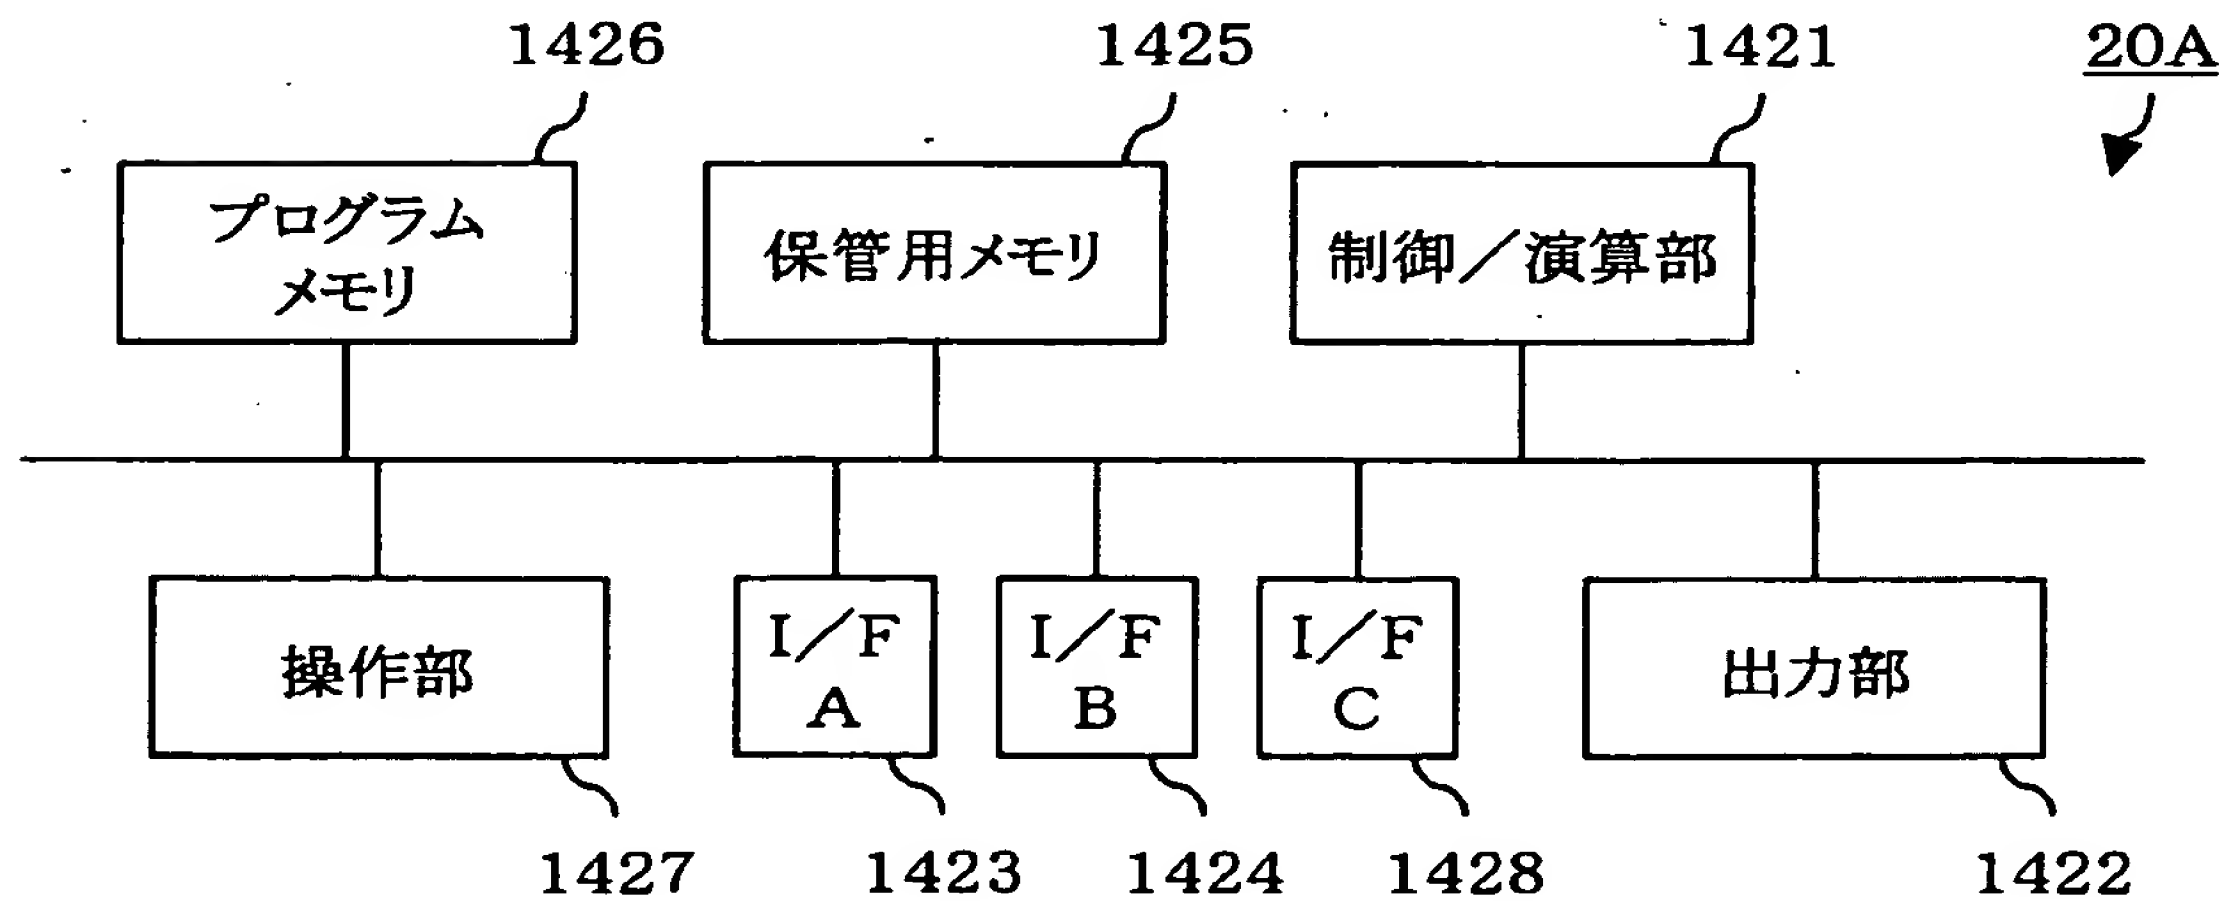 1426
1425
1421
20A
プログラム
メモリ
保管用メモリ
制御／演算部
操作部
I／F
A
I／F
B
I／F
C
出力部
1427
1423
1424
1428
1422